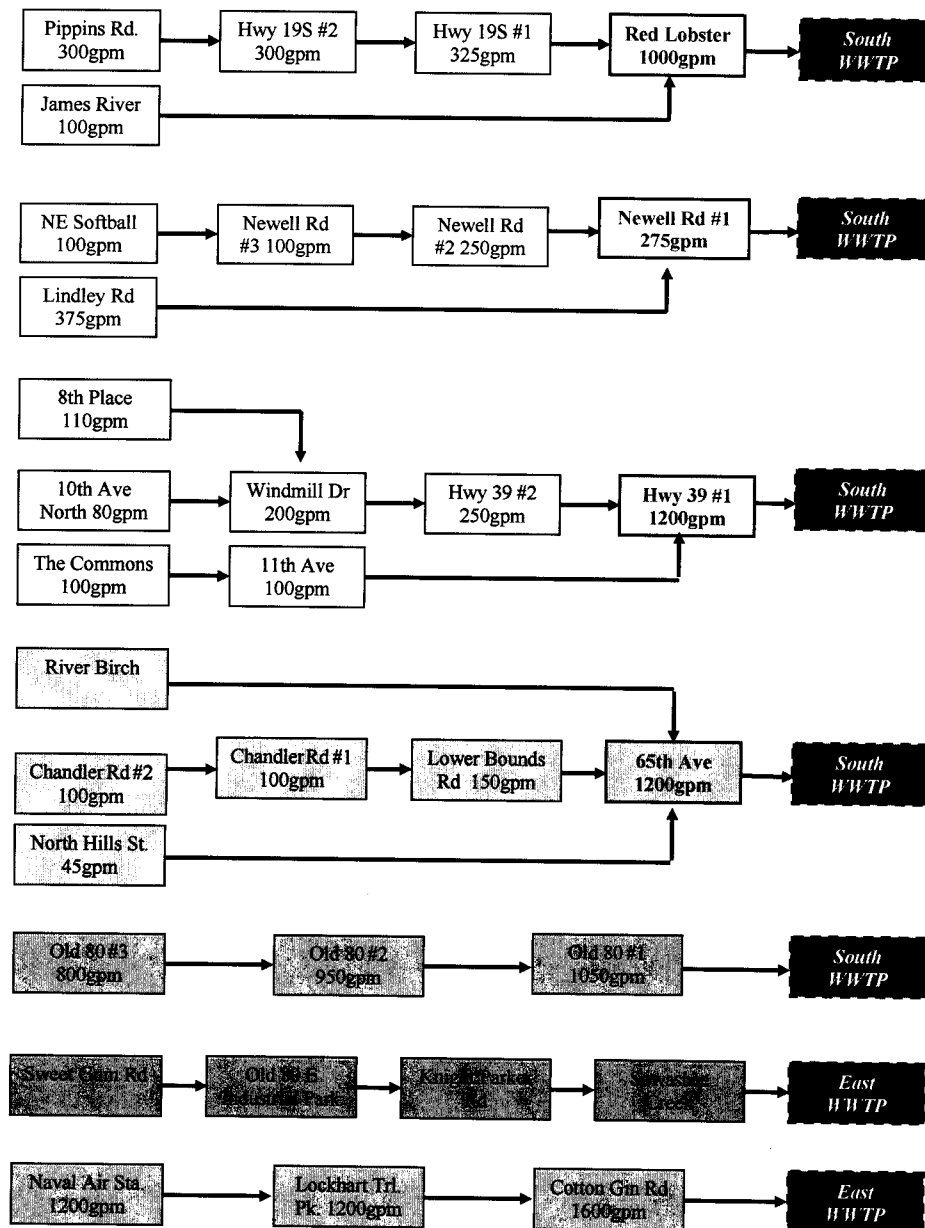 Pippins Rd.
300gpm
Hwy 19S #2
300gpm
Hwy 19S #1
325gpm
Red Lobster
1000gpm
South
WWTP
James River
100gpm
NE Softball
100gpm
Newell Rd
#3 100gpm
Newell Rd
#2 250gpm
Newell Rd #1
275gpm
South
WWTP
Lindley Rd
375gpm
8th Place
110gpm
10th Ave
North 80gpm
Windmill Dr
200gpm
Hwy 39 #2
250gpm
Hwy 39 #1
1200gpm
South
WWTP
The Commons
100gpm
11th Ave
100gpm
River Birch
Chandler Rd #2
100gpm
Chandler Rd #1
100gpm
Lower Bounds
Rd 150gpm
65th Ave
1200gpm
South
WWTP
North Hills St.
45gpm
Old 80 #3
800gpm
Old 80 #2
950gpm
Old 80 #1
1050gpm
South
WWTP
Sweet Gum Rd
Old 80 E
Industrial Park
Knight Parker
Rd
Creek
East
WWTP
Naval Air Sta.
1200gpm
Lockhart Trl.
Pk. 1200gpm
Cotton Gin Rd.
1600gpm
East
WWTP